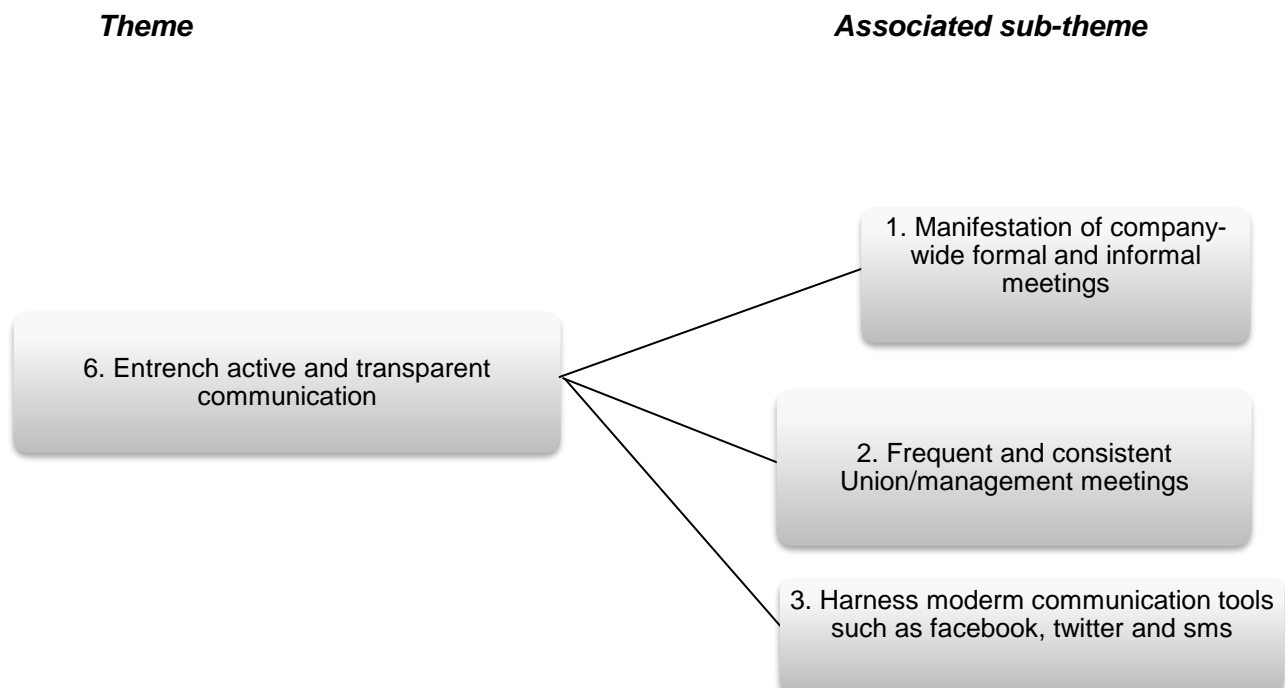 Theme
Associated sub-theme
1. Manifestation of company-
wide formal and informal
meetings
6. Entrench active and transparent
communication
2. Frequent and consistent
Union/management meetings
3. Harness moderm communication tools
such as facebook, twitter and sms